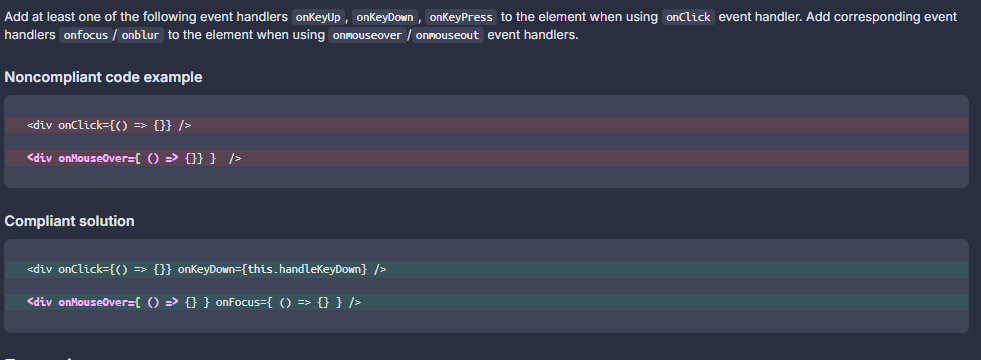 Add at least one of the following event handlers onKeyUp, onKeyDown, onKeyPress to the element when using onClick event handler. Add corresponding event
handlers onfocus/onblur to the element when using onmouseover/onmouseout event handlers.
Noncompliant code example
<div onClick={() => {}} />
<div onMouseOver={ () => {}} }  />
Compliant solution
<div onClick={() => {}} onKeyDown={this.handleKeyDown} />
<div onMouseOver={ () => {} } onFocus={ () => {} } />